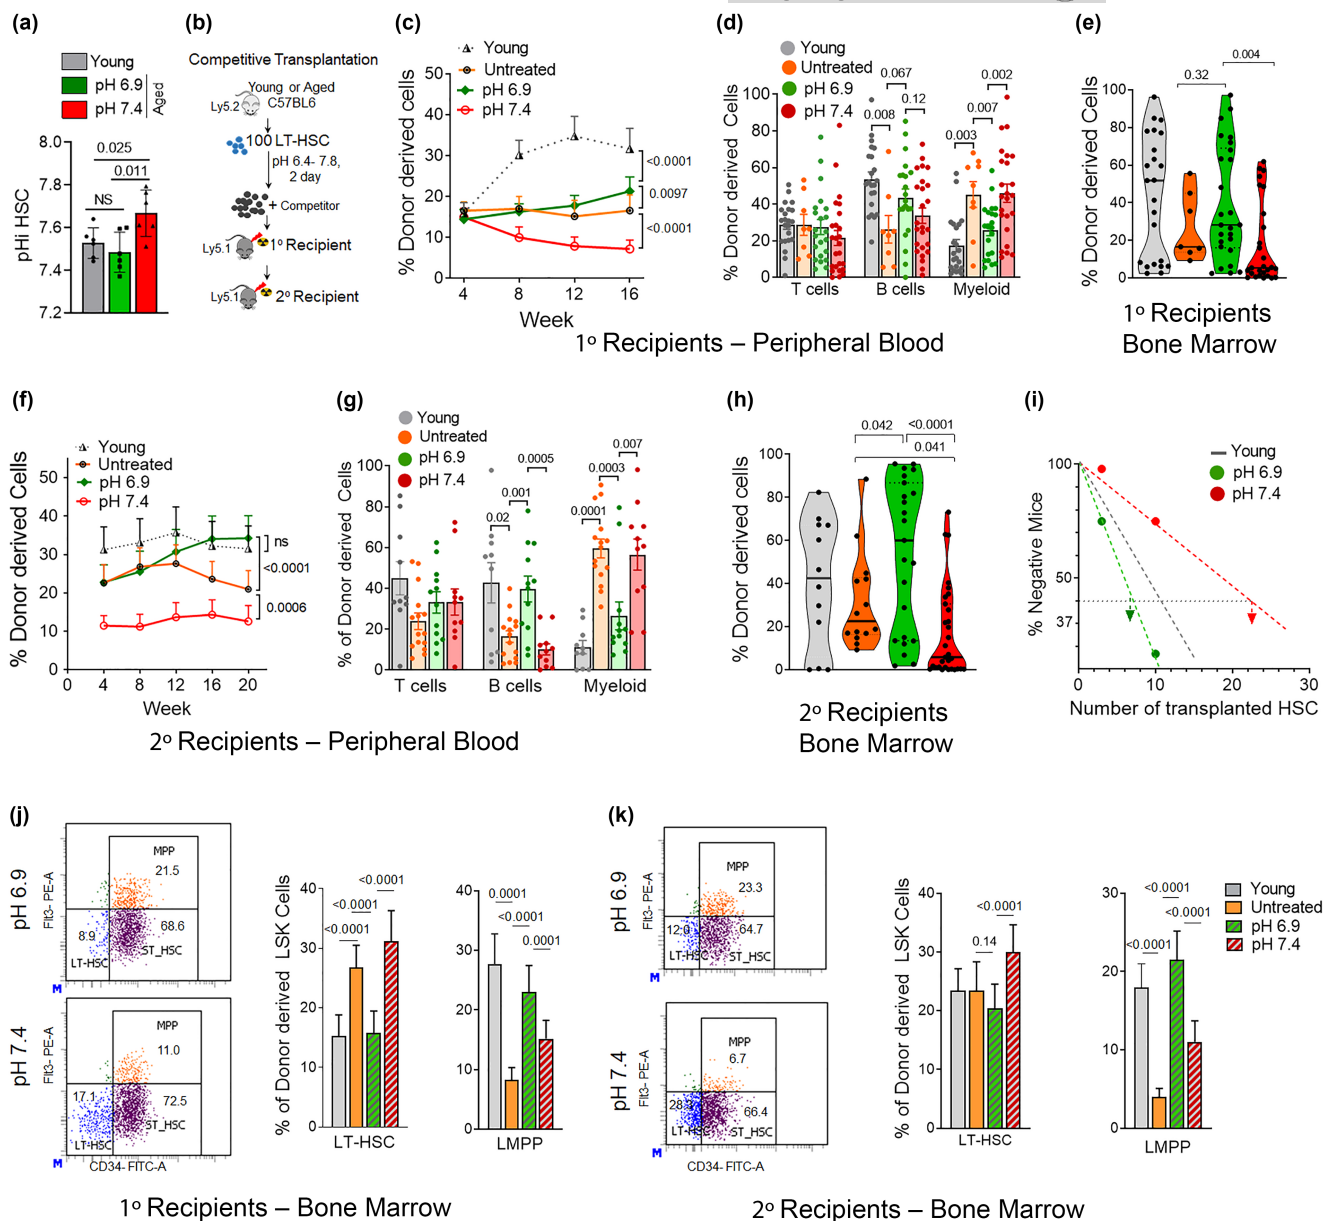 (a)
Young
pH 6.9
pH 7.4
Aged
8.0
7.8
7.6
7.4
7.2
pHi HSC
0.025
0.011
NS
(b)
Competitive Transplantation
Young or Aged
Ly5.2
C57BL6
100 LT-HSC
pH 6.4- 7.8,
2 day
+ Competitor
Ly5.1
1º Recipient
Ly5.1
2º Recipient
(c)
Young
Untreated
pH 6.9
pH 7.4
50
40
30
20
10
0
% Donor derived cells
<0.0001
0.0097
<0.0001
4 8 12 16
Week
(d)
Young
Untreated
pH 6.9
pH 7.4
100
80
60
40
20
0
% Donor derived Cells
0.067
0.12
0.008
0.002
0.007
0.003
T cells B cells Myeloid
1º Recipients – Peripheral Blood
(e)
0.004
0.32
100
80
60
40
20
0
% Donor derived Cells
1º Recipients
Bone Marrow
(f)
Young
Untreated
pH 6.9
pH 7.4
50
40
30
20
10
0
% Donor derived Cells
ns
<0.0001
0.0006
0 4 8 12 16 20
Week
(g)
Young
Untreated
pH 6.9
pH 7.4
100
80
60
40
20
0
% of Donor derived Cells
0.0005
0.001
0.02
0.007
0.0003
0.0001
T cells B cells Myeloid
2º Recipients – Peripheral Blood
(h)
0.042
<0.0001
0.041
100
80
60
40
20
0
% Donor derived cells
2º Recipients
Bone Marrow
(i)
Young
pH 6.9
pH 7.4
100
50
37
% Negative Mice
0 10 20 30
Number of transplanted HSC
(j)
pH 6.9
Flt3- PE-A
MPP
21.5
8.9
68.6
LT-HSC
ST_HSC
M
pH 7.4
Flt3- PE-A
MPP
11.0
17.1
72.5
LT-HSC
ST_HSC
M
CD34- FITC-A
% of Donor derived LSK Cells
40
30
20
10
0
<0.0001
<0.0001
<0.0001
LT-HSC
40
30
20
10
0
0.0001
<0.0001
0.0001
LMPP
1º Recipients – Bone Marrow
(k)
pH 6.9
Flt3- PE-A
MPP
23.3
64.7
LT-HSC
ST_HSC
M
pH 7.4
Flt3- PE-A
MPP
6.7
66.4
LT-HSC
ST_HSC
M
CD34- FITC-A
% of Donor derived LSK Cells
40
30
20
10
0
<0.0001
0.14
LT-HSC
30
20
10
0
<0.0001
<0.0001
<0.0001
LMPP
Young
Untreated
pH 6.9
pH 7.4
2º Recipients – Bone Marrow